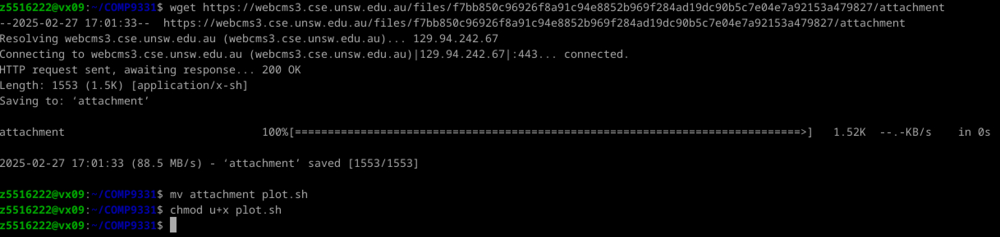 z5516222@vx09:~/COMP9331$ wget https://webcms3.cse.unsw.edu.au/files/f7bb850c96926f8a91c94e8852b969f284ad19dc90b5c7e04e7a92153a479827/attachment
--2025-02-27 17:01:33--  https://webcms3.cse.unsw.edu.au/files/f7bb850c96926f8a91c94e8852b969f284ad19dc90b5c7e04e7a92153a479827/attachment
Resolving webcms3.cse.unsw.edu.au (webcms3.cse.unsw.edu.au)... 129.94.242.67
Connecting to webcms3.cse.unsw.edu.au (webcms3.cse.unsw.edu.au)|129.94.242.67|:443... connected.
HTTP request sent, awaiting response... 200 OK
Length: 1553 (1.5K) [application/x-sh]
Saving to: ‘attachment’
attachment 100%[==============================================================================>] 1.52K --.-KB/s in 0s
2025-02-27 17:01:33 (88.5 MB/s) - ‘attachment’ saved [1553/1553]
z5516222@vx09:~/COMP9331$ mv attachment plot.sh
z5516222@vx09:~/COMP9331$ chmod u+x plot.sh
z5516222@vx09:~/COMP9331$